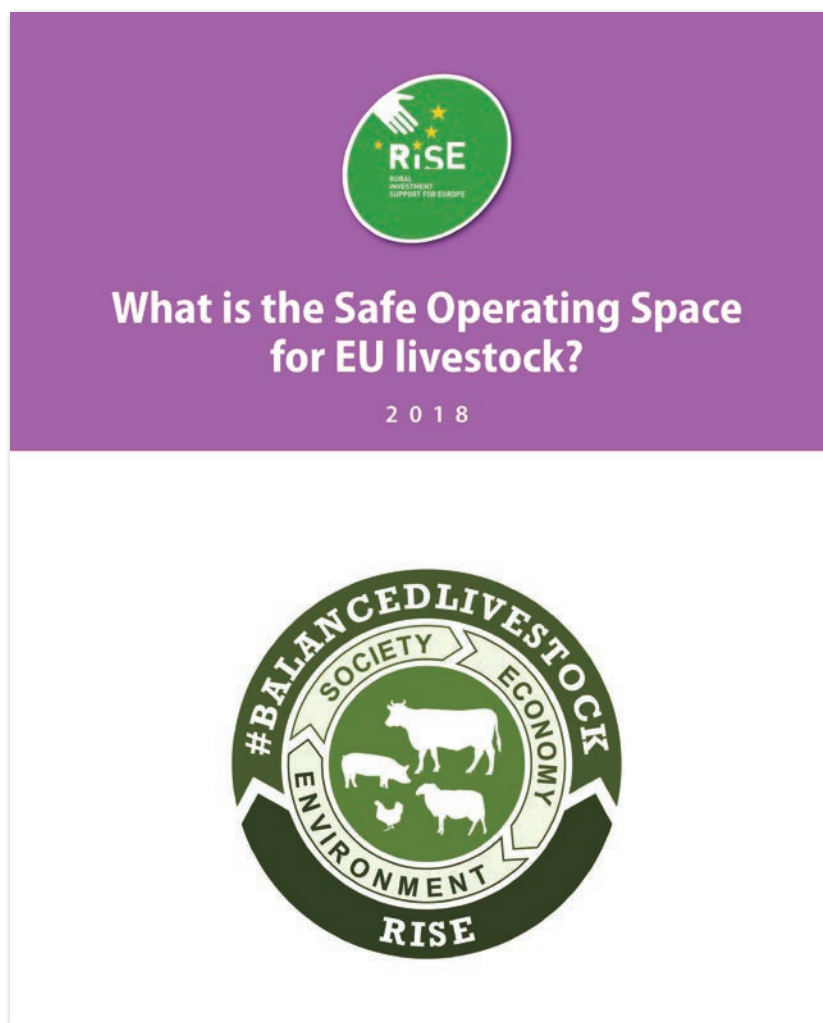 RiSE
RURAL
INVESTMENT
SUPPORT FOR EUROPE
What is the Safe Operating Space
for EU livestock?
2018
#BALANCEDLIVESTOCK
SOCIETY
ECONOMY
ENVIRONMENT
RISE